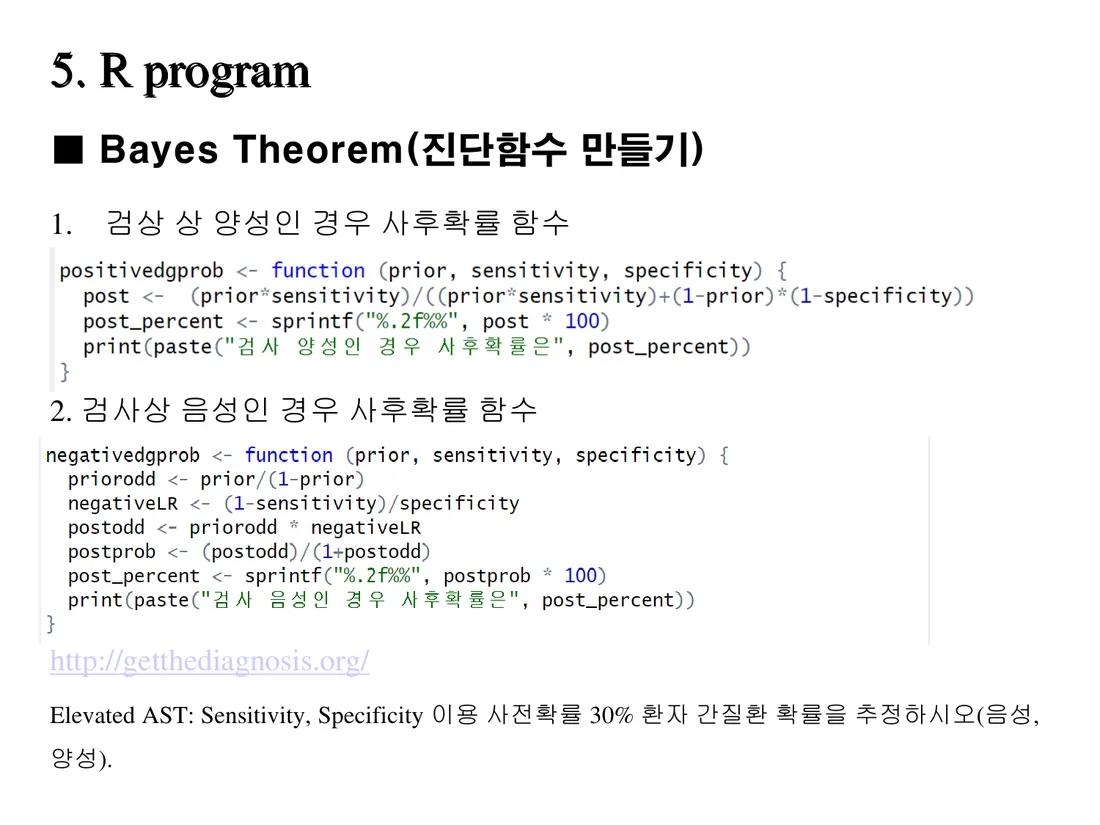 5. R program
■ Bayes Theorem(진단함수 만들기)
1. 검상 상 양성인 경우 사후확률 함수
positivedgprob <- function (prior, sensitivity, specificity) {
  post <-  (prior*sensitivity)/((prior*sensitivity)+(1-prior)*(1-specificity))
  post_percent <- sprintf("%.2f%%", post * 100)
  print(paste("검사 양성인 경우 사후확률은", post_percent))
}
2. 검사상 음성인 경우 사후확률 함수
negativedgprob <- function (prior, sensitivity, specificity) {
  priorodd <- prior/(1-prior)
  negativeLR <- (1-sensitivity)/specificity
  postodd <- priorodd * negativeLR
  postprob <- (postodd)/(1+postodd)
  post_percent <- sprintf("%.2f%%", postprob * 100)
  print(paste("검사 음성인 경우 사후확률은", post_percent))
}
http://getthediagnosis.org/
Elevated AST: Sensitivity, Specificity 이용 사전확률 30% 환자 간질환 확률을 추정하시오(음성,
양성).